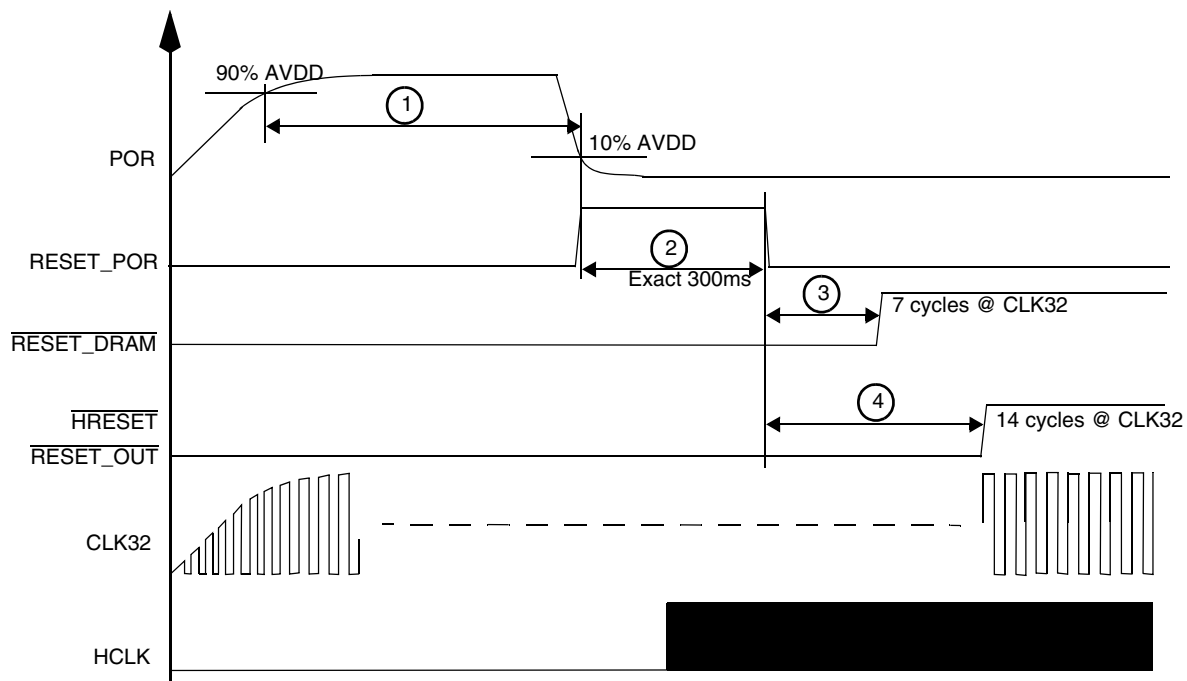 90% AVDD
1
10% AVDD
POR
2
RESET_POR
Exact 300ms
3
7 cycles @ CLK32
RESET_DRAM
4
HRESET
14 cycles @ CLK32
RESET_OUT
CLK32
HCLK